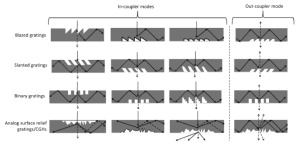 In-coupler modes
Out-coupler mode
Blazed gratings
Slanted gratings
Binary gratings
Analog surface relief
gratings/CGHs